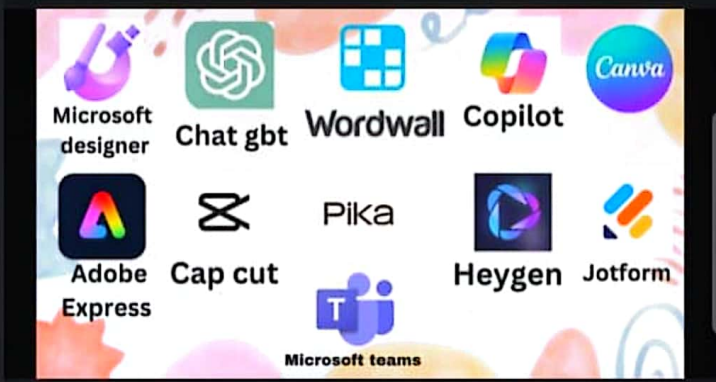 Microsoft
designer
Chat gbt
Wordwall
Copilot
Canva
Adobe
Express
Cap cut
Pika
Heygen
Jotform
T
Microsoft teams